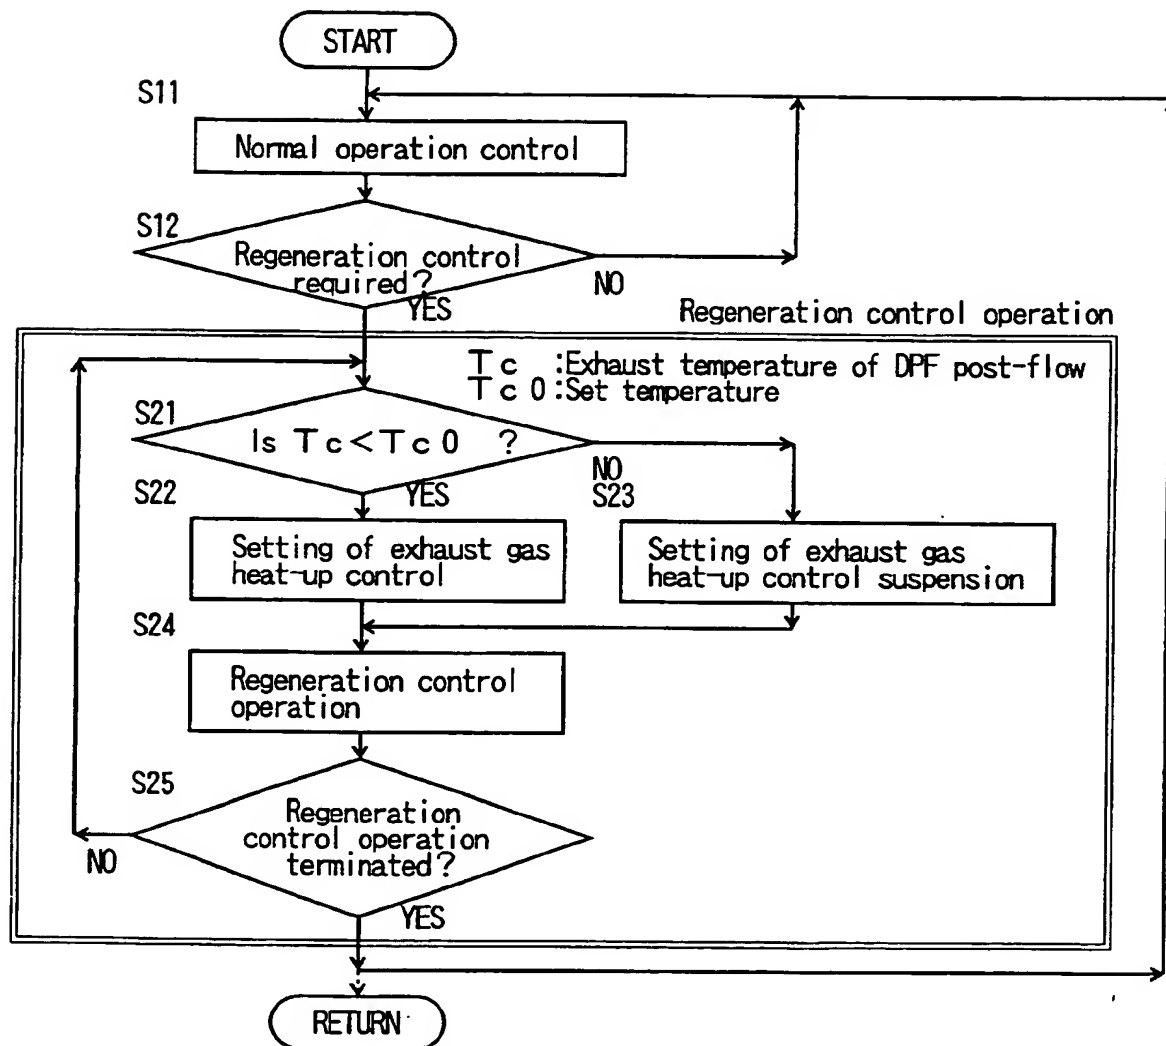 START
S11
Normal operation control
S12
Regeneration control
required?
NO
YES
Regeneration control operation
Tc :Exhaust temperature of DPF post-flow
Tc0:Set temperature
S21
Is Tc<Tc0 ?
NO
YES
S22
S23
Setting of exhaust gas
heat-up control
Setting of exhaust gas
heat-up control suspension
S24
Regeneration control
operation
S25
Regeneration
control operation
terminated?
NO
YES
RETURN